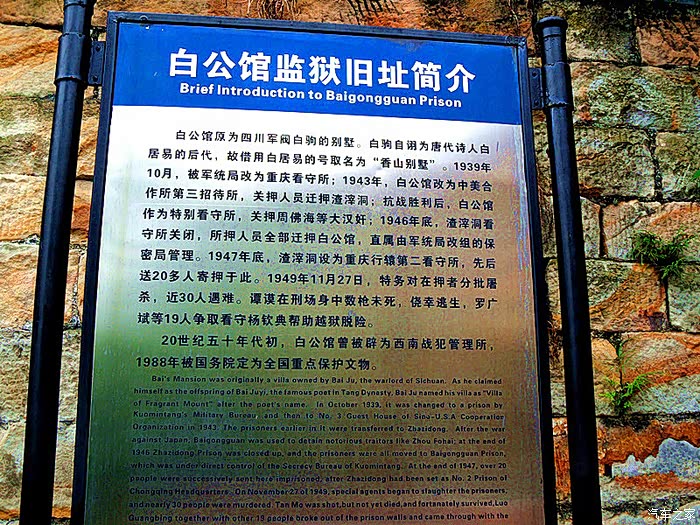 白公馆监狱旧址简介
Brief Introduction to Baigongguan Prison
白公馆原为四川军阀白驹的别墅。白驹自诩为唐代诗人白
居易的后代，故借用白居易的号取名为“香山别墅”。1939年
10月，被军统局改为重庆看守所；1943年，白公馆改为中美合
作所第三招待所，关押人员迁押渣滓洞；抗战胜利后，白公馆
作为特别看守所，关押周佛海等大汉奸；1946年底，渣滓洞看
守所关闭，所押人员全部迁押白公馆，直属由军统局改组的保
密局管理。1947年底，渣滓洞设为重庆行辕第二看守所，先后
送20多人寄押于此。1949年11月27日，特务对在押者分批屠
杀，近30人遇难。谭谟在刑场身中数枪未死，侥幸逃生，罗广
斌等19人争取看守杨钦典帮助越狱脱险。
20世纪五十年代初，白公馆曾被辟为西南战犯管理所，
1988年被国务院定为全国重点保护文物。
Bai's Mansion was originally a villa owned by Bai Ju, the warlord of Sichuan. As he claimed
himself as the offspring of Bai Juyi, the famous poet in Tang Dynasty, Bai Ju named his villa as "Villa
of Fragrant Mount" after the poet's name. In October 1939, it was changed to a prison by
Kuomintang's Military Bureau, and then to No. 3 Guest House of Sino-U.S.A Cooperation
Organization in 1943. The prisoners earlier in it were transferred to Zhazidong. After the war
against Japan, Baigongguan was used to detain notorious traitors like Zhou Fohai; at the end of
1946 Zhazidong Prison was closed up, and the prisoners were all moved to Baigongguan Prison,
which was under direct control of the Secrecy Bureau of Kuomintang. At the end of 1947, over 20
people were successively sent here imprisoned, after Zhazidong had been set as No. 2 Prison of
Chongqing Headquarters. On November 27 of 1949, special agents began to slaughter the prisoners,
and nearly 30 people were murdered. Tan Mo was shot, but not yet died, and fortunately survived, Luo
Guangbing together with other 19 people broke out of the prison walls and came through with the
汽车之家